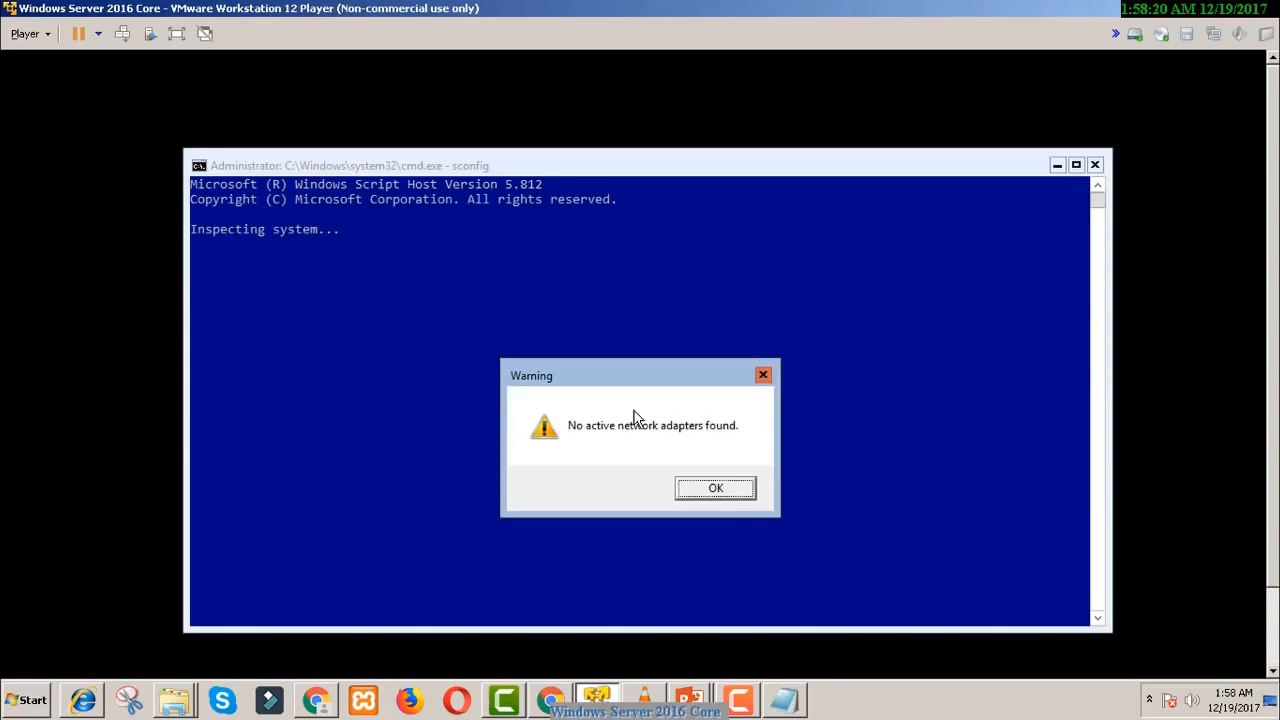 Windows Server 2016 Core - VMware Workstation 12 Player (Non-commercial use only)
1:58:20 AM 12/19/2017
Player
Administrator: C:\Windows\system32\cmd.exe - sconfig
Microsoft (R) Windows Script Host Version 5.812
Copyright (C) Microsoft Corporation. All rights reserved.
Inspecting system...
Warning
No active network adapters found.
OK
Start
1:58 AM
12/19/2017
Windows Server 2016 Core